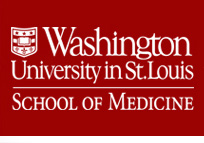 Washington
University in St. Louis
SCHOOL OF MEDICINE